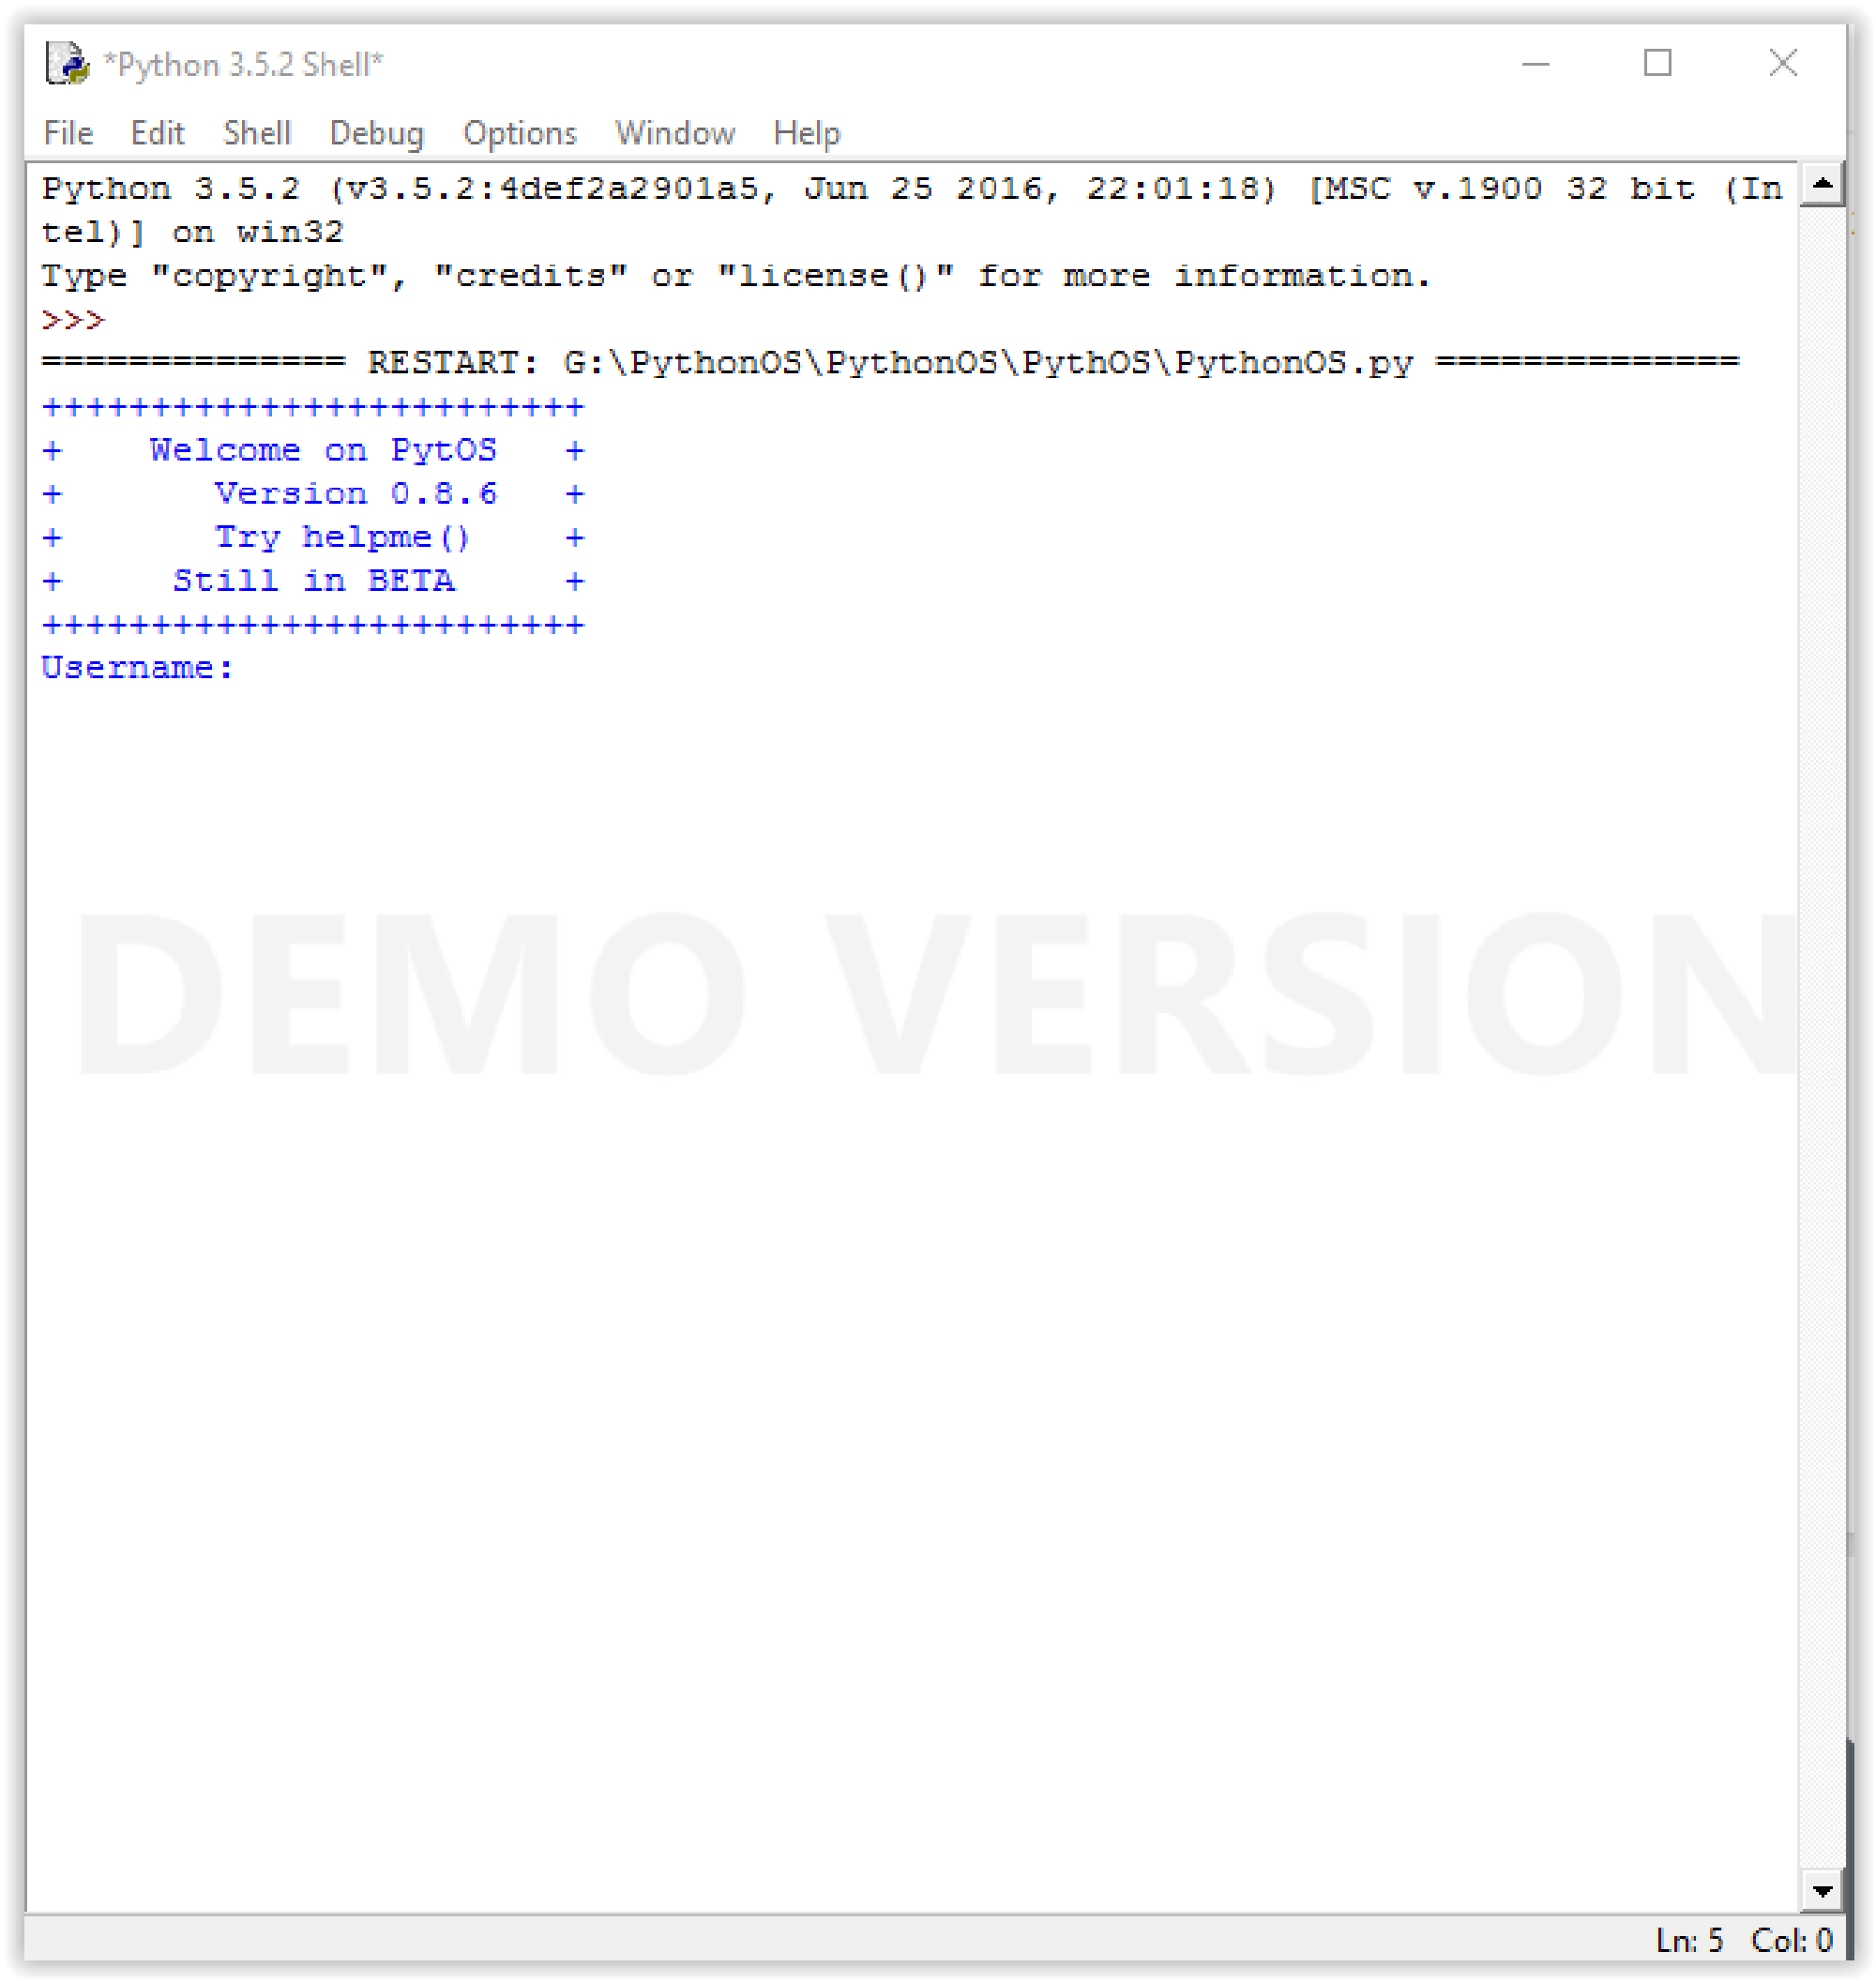 *Python 3.5.2 Shell*
File Edit Shell Debug Options Window Help
Python 3.5.2 (v3.5.2:4def2a2901a5, Jun 25 2016, 22:01:18) [MSC v.1900 32 bit (In
tel)] on win32
Type "copyright", "credits" or "license()" for more information.
>>>
============== RESTART: G:\PythonOS\PythonOS\PythOS\PythonOS.py ==============
+++++++++++++++++++++++++
+    Welcome on PytOS   +
+       Version 0.8.6   +
+       Try helpme()    +
+     Still in BETA     +
+++++++++++++++++++++++++
Username:
DEMO VERSION
Ln: 5 Col: 0